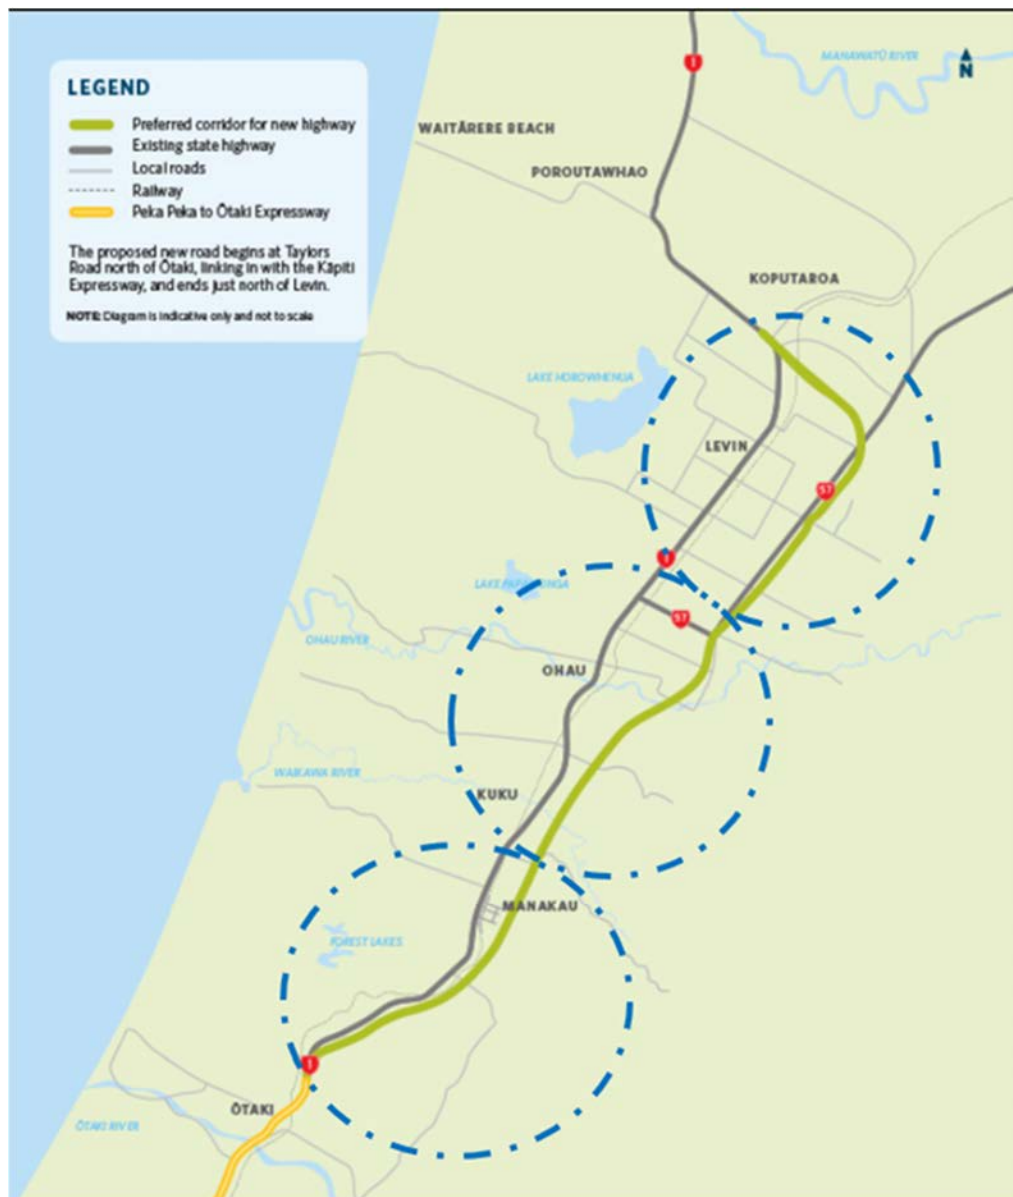 LEGEND
Preferred corridor for new highway
Existing state highway
Local roads
Railway
Peka Peka to Ōtaki Expressway
The proposed new road begins at Taylors
Road north of Ōtaki, linking in with the Kāpiti
Expressway, and ends just north of Levin.
NOTE: Diagram is indicative only and not to scale
MANAWATŪ RIVER
N
1
WAITĀRERE BEACH
POROUTAWHAO
KOPUTAROA
LAKE HOROWHENUA
LEVIN
57
1
LAKE
57
OHAU RIVER
OHAU
WAIKAWA RIVER
KUKU
MANAKAU
FOREST LAKES
1
ŌTAKI
ŌTAKI RIVER